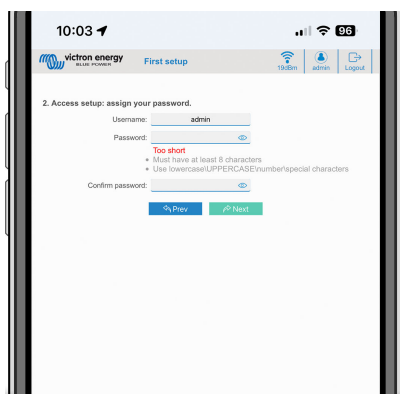 10:03
96
victron energy
BLUE POWER
First setup
19dBm
admin
Logout
2. Access setup: assign your password.
Username: admin
Password:
Too short
Must have at least 8 characters
Use lowercase\UPPERCASE\number\special characters
Confirm password:
Prev
Next